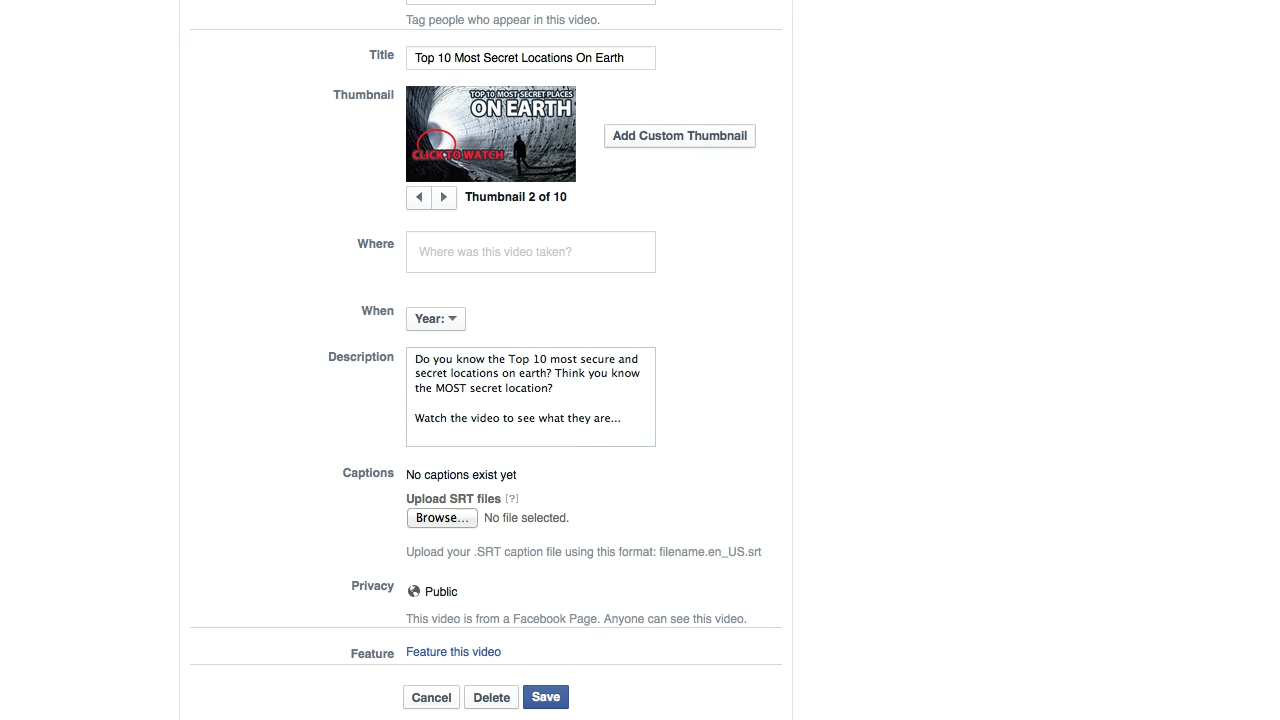 Tag people who appear in this video.
Title
Top 10 Most Secret Locations On Earth
Thumbnail
TOP 10 MOST SECRET PLACES
ON EARTH
CLICK TO WATCH
Add Custom Thumbnail
Thumbnail 2 of 10
Where
Where was this video taken?
When
Year:
Description
Do you know the Top 10 most secure and
secret locations on earth? Think you know
the MOST secret location?
Watch the video to see what they are...
Captions
No captions exist yet
Upload SRT files [?]
Browse... No file selected.
Upload your .SRT caption file using this format: filename.en_US.srt
Privacy
Public
This video is from a Facebook Page. Anyone can see this video.
Feature
Feature this video
Cancel Delete Save